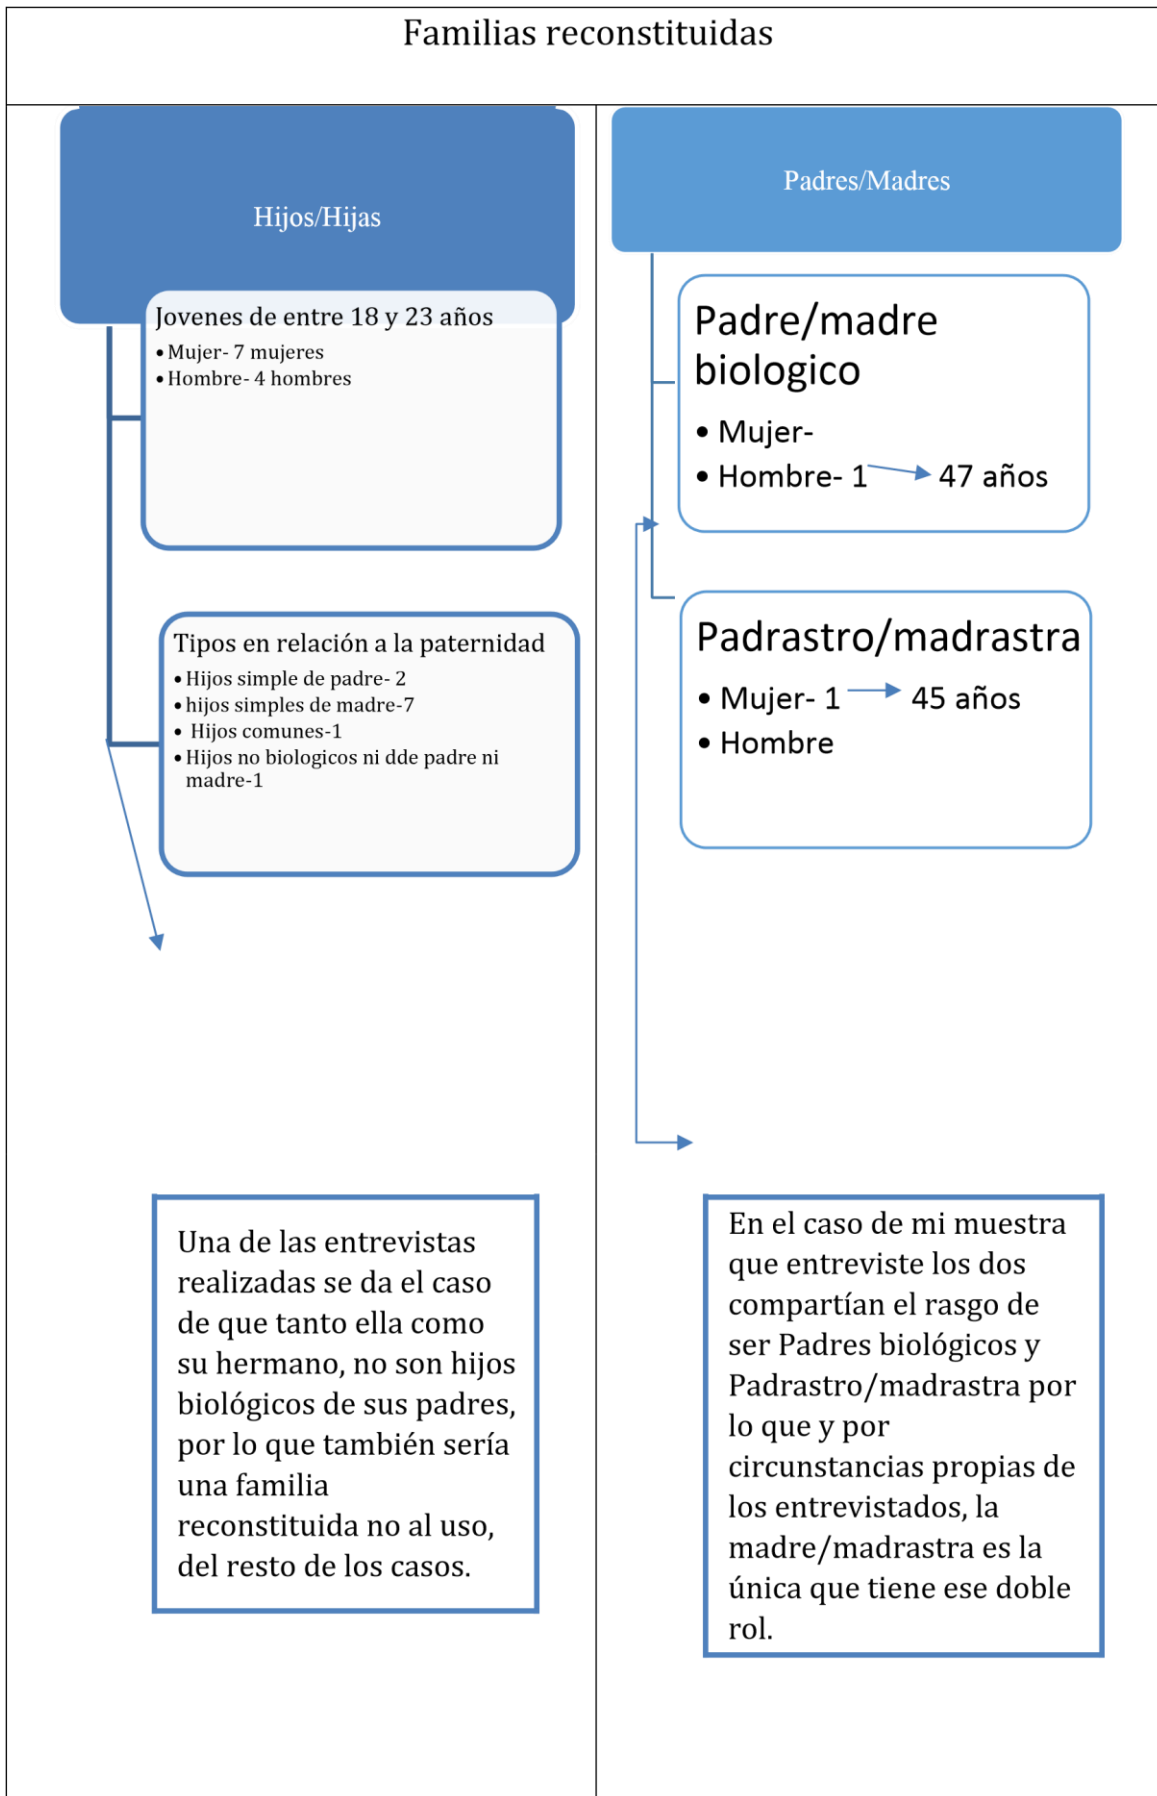 Familias reconstituidas
Hijos/Hijas
Jovenes de entre 18 y 23 años
• Mujer- 7 mujeres
• Hombre- 4 hombres
Tipos en relación a la paternidad
• Hijos simple de padre- 2
• hijos simples de madre-7
• Hijos comunes-1
• Hijos no biologicos ni dde padre ni
madre-1
Una de las entrevistas
realizadas se da el caso
de que tanto ella como
su hermano, no son hijos
biológicos de sus padres,
por lo que también sería
una familia
reconstituida no al uso,
del resto de los casos.
Padres/Madres
Padre/madre
biologico
• Mujer-
• Hombre- 1 47 años
Padrastro/madrastra
• Mujer- 1 45 años
• Hombre
En el caso de mi muestra
que entreviste los dos
compartían el rasgo de
ser Padres biológicos y
Padrastro/madrastra por
lo que y por
circunstancias propias de
los entrevistados, la
madre/madrastra es la
única que tiene ese doble
rol.